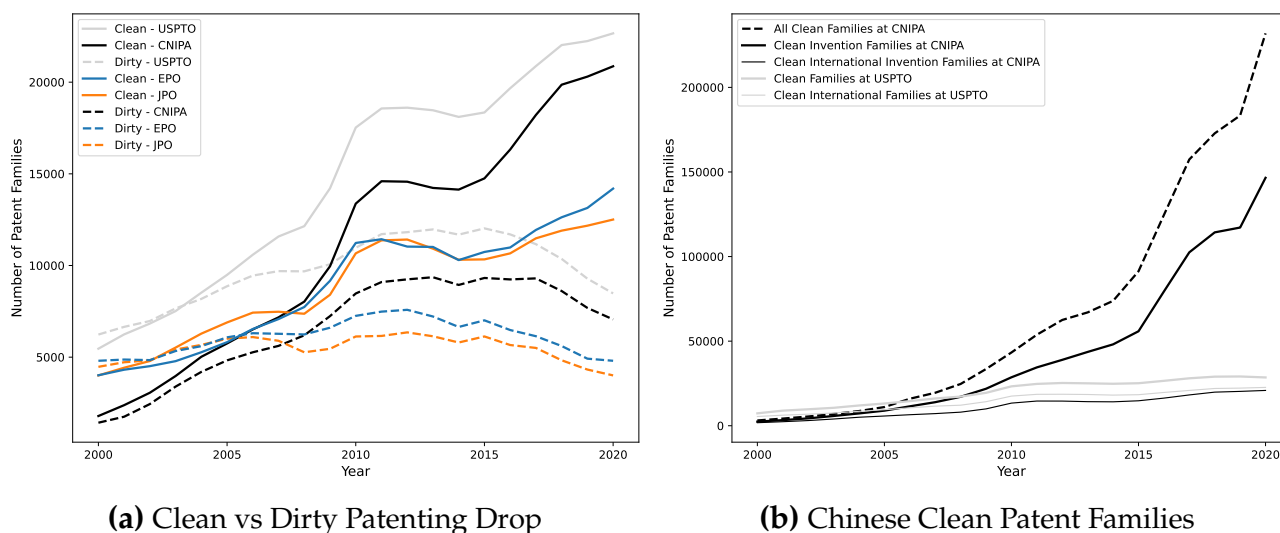 Clean - USPTO
Clean - CNIPA
Dirty - USPTO
Clean - EPO
Clean - JPO
Dirty - CNIPA
Dirty - EPO
Dirty - JPO
Number of Patent Families
20000
15000
10000
5000
2000 2005 2010 2015 2020
Year
(a) Clean vs Dirty Patenting Drop
All Clean Families at CNIPA
Clean Invention Families at CNIPA
Clean International Invention Families at CNIPA
Clean Families at USPTO
Clean International Families at USPTO
Number of Patent Families
200000
150000
100000
50000
0
2000 2005 2010 2015 2020
Year
(b) Chinese Clean Patent Families